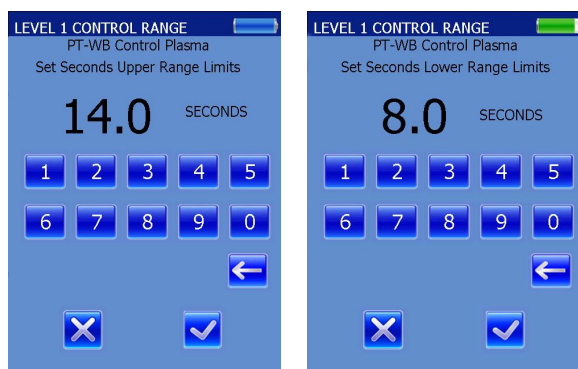 LEVEL 1 CONTROL RANGE
PT-WB Control Plasma
Set Seconds Upper Range Limits
14.0 SECONDS
1 2 3 4 5
6 7 8 9 0
LEVEL 1 CONTROL RANGE
PT-WB Control Plasma
Set Seconds Lower Range Limits
8.0 SECONDS
1 2 3 4 5
6 7 8 9 0